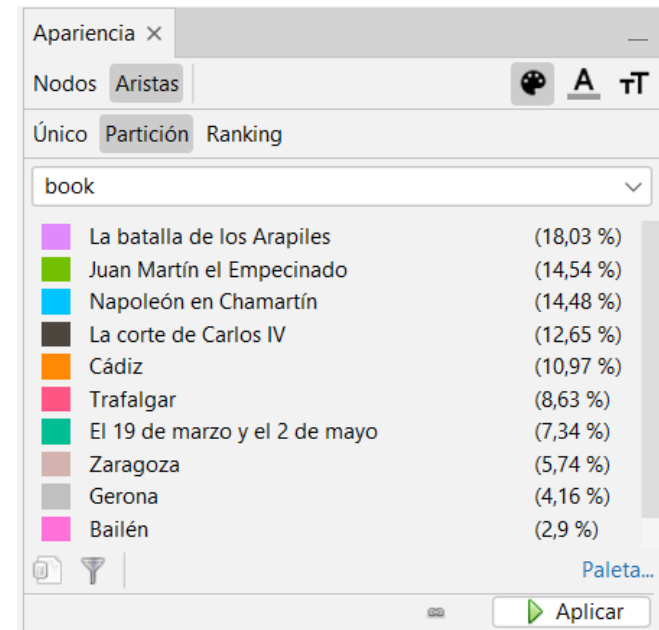 Apariencia
Nodos Aristas A TT
Único Partición Ranking
book
La batalla de los Arapiles (18,03 %)
Juan Martín el Empecinado (14,54 %)
Napoleón en Chamartín (14,48 %)
La corte de Carlos IV (12,65 %)
Cádiz (10,97 %)
Trafalgar (8,63 %)
El 19 de marzo y el 2 de mayo (7,34 %)
Zaragoza (5,74 %)
Gerona (4,16 %)
Bailén (2,9 %)
Paleta...
Aplicar